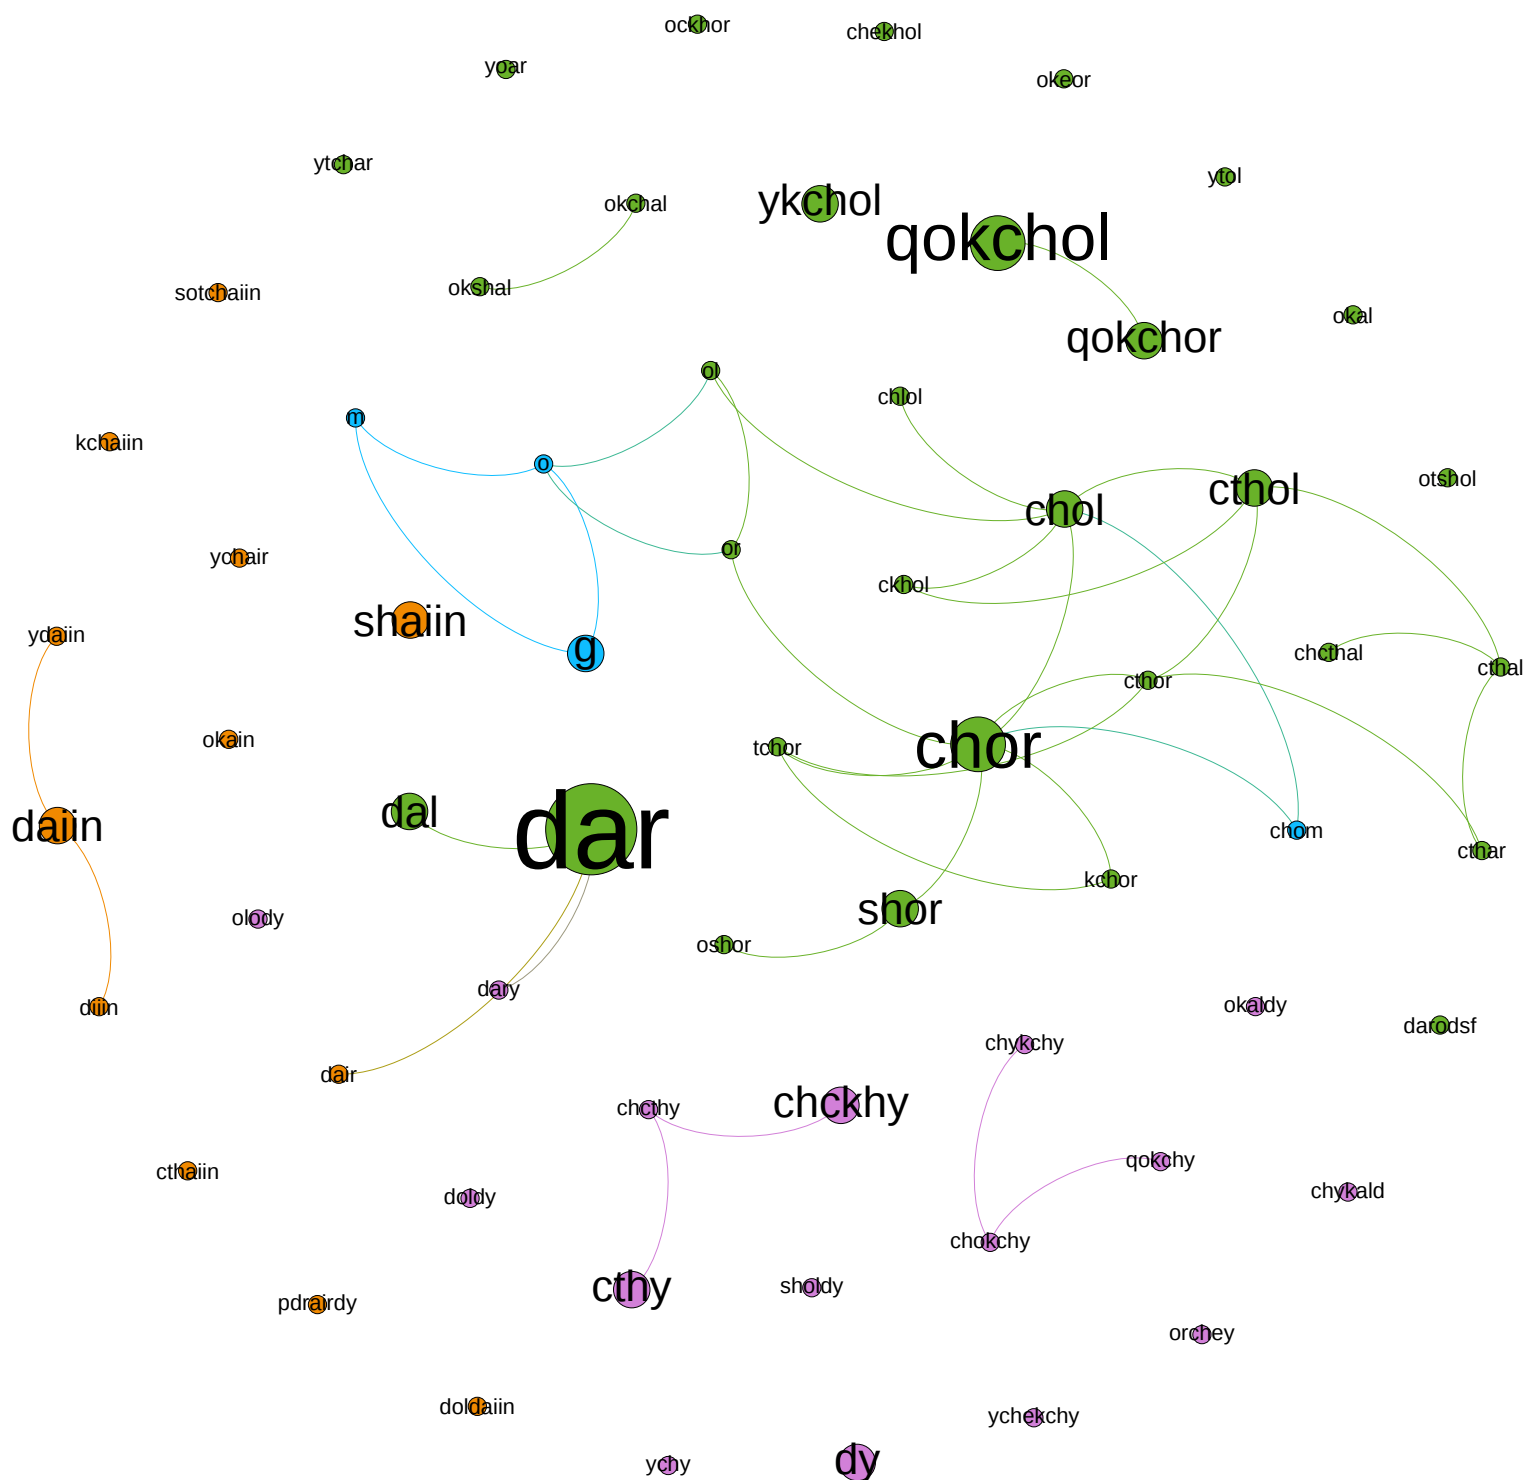 ockhor
chekhol
yoar
okeor
ytchar
ytol
okchal
ykchol
qokchol
okshal
sotchaiin
okal
qokchor
ol
chlol
m
kchaiin
o
otshol
cthol
chol
or
ychair
ckhol
shaiin
ydaiin
g
chcthal
cthal
cthor
okain
tchor
chor
dal
daiin
dar
chom
cthar
kchor
shor
olody
oshor
dary
diin
okaldy
darodsf
chykchy
dair
chcthy
chckhy
qokchy
cthaiin
doldy
chykald
chokchy
cthy
sholdy
pdrairdy
orchey
doldaiin
ychekchy
ychy
dy